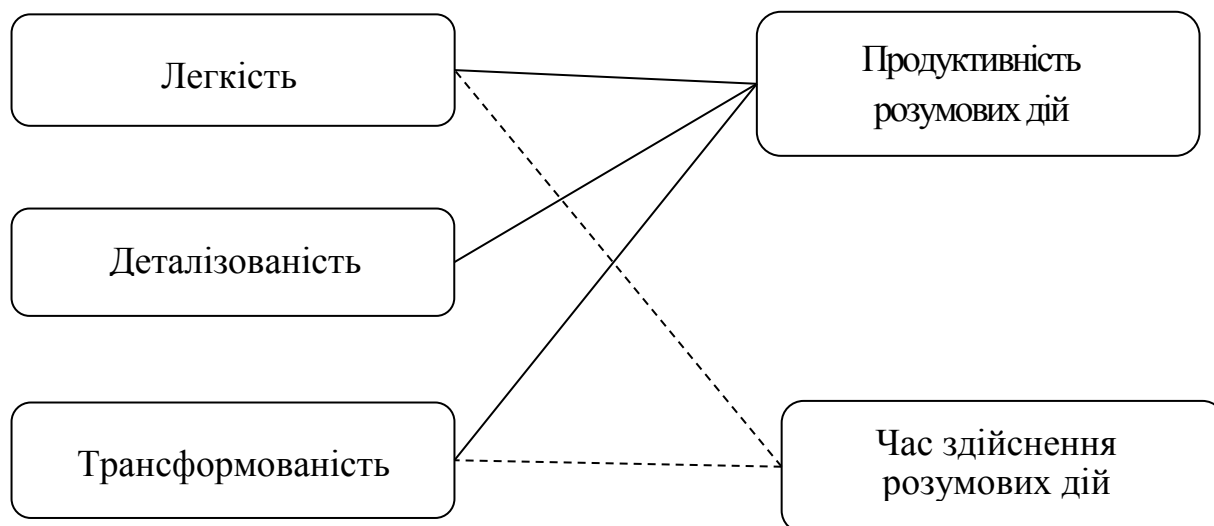 Легкість
Продуктивність
розумових дій
Деталізованість
Трансформованість
Час здійснення
розумових дій